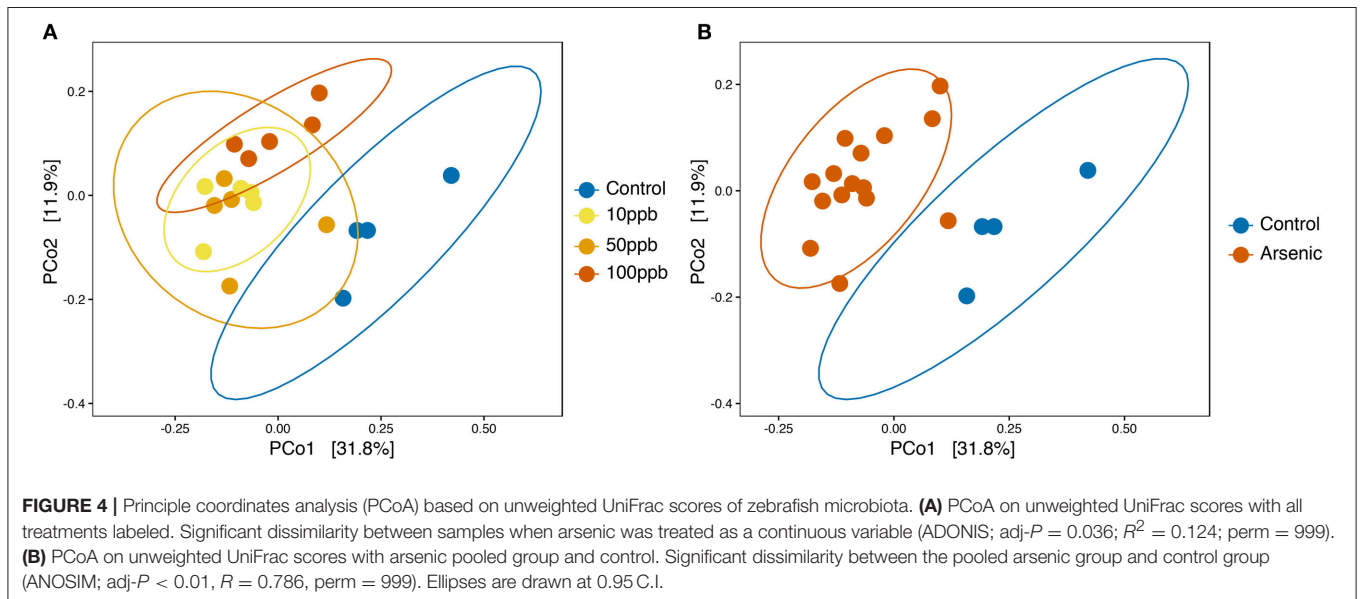 A
B
0.2
0.0
-0.2
-0.4
PCo2 [11.9%]
-0.25
0.00
0.25
0.50
PCo1 [31.8%]
Control
10ppb
50ppb
100ppb
0.2
0.0
-0.2
-0.4
PCo2 [11.9%]
-0.25
0.00
0.25
0.50
PCo1 [31.8%]
Control
Arsenic
FIGURE 4 | Principle coordinates analysis (PCoA) based on unweighted UniFrac scores of zebrafish microbiota. (A) PCoA on unweighted UniFrac scores with all
treatments labeled. Significant dissimilarity between samples when arsenic was treated as a continuous variable (ADONIS; adj-P = 0.036; R² = 0.124; perm = 999).
(B) PCoA on unweighted UniFrac scores with arsenic pooled group and control. Significant dissimilarity between the pooled arsenic group and control group
(ANOSIM; adj-P < 0.01, R = 0.786, perm = 999). Ellipses are drawn at 0.95 C.I.